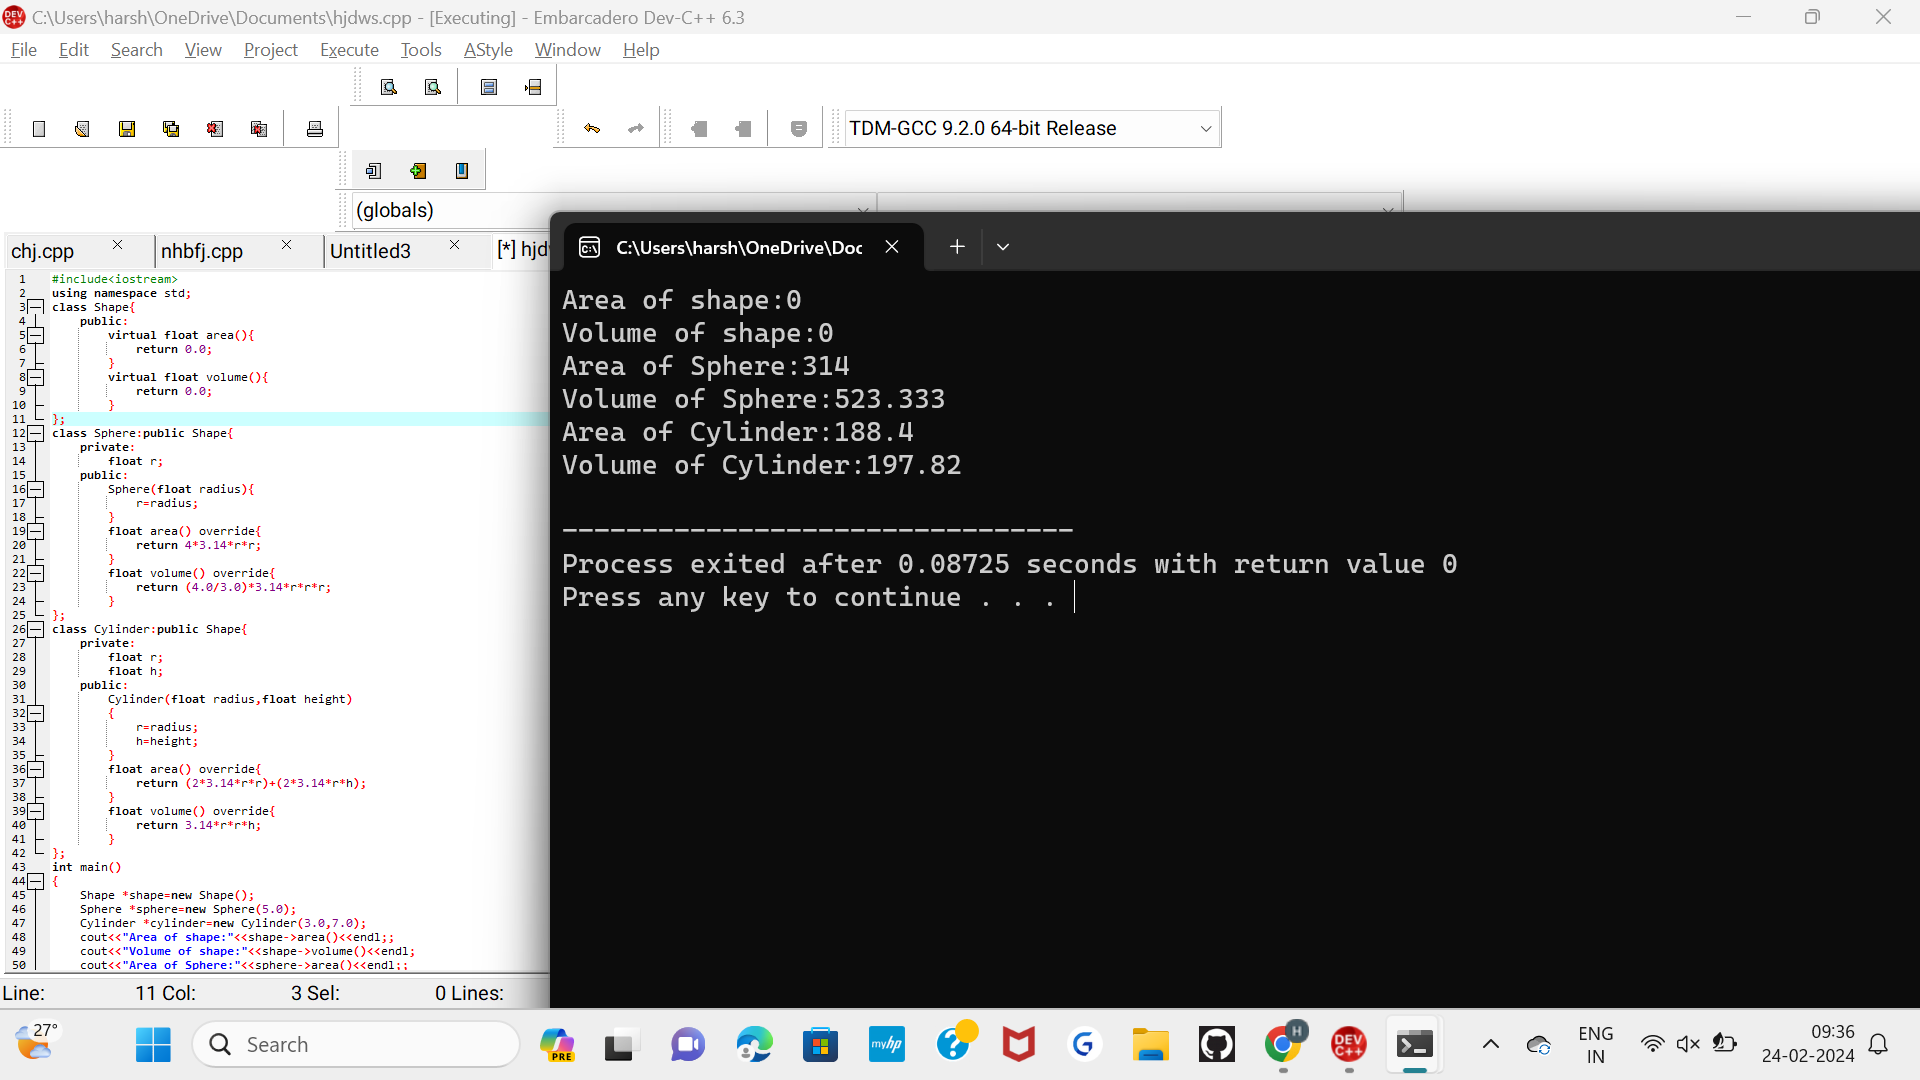 C:\Users\harsh\OneDrive\Documents\hjdws.cpp - [Executing] - Embarcadero Dev-C++ 6.3
File Edit Search View Project Execute Tools AStyle Window Help
TDM-GCC 9.2.0 64-bit Release
(globals)
chj.cpp nhbfj.cpp Untitled3 [*] hjdw
C:\Users\harsh\OneDrive\Doc
1 #include<iostream>
2 using namespace std;
3 class Shape{
4 public:
5 virtual float area(){
6 return 0.0;
7 }
8 virtual float volume(){
9 return 0.0;
10 }
11 };
12 class Sphere:public Shape{
13 private:
14 float r;
15 public:
16 Sphere(float radius){
17 r=radius;
18 }
19 float area() override{
20 return 4*3.14*r*r;
21 }
22 float volume() override{
23 return (4.0/3.0)*3.14*r*r*r;
24 }
25 };
26 class Cylinder:public Shape{
27 private:
28 float r;
29 float h;
30 public:
31 Cylinder(float radius,float height)
32 {
33 r=radius;
34 h=height;
35 }
36 float area() override{
37 return (2*3.14*r*r)+(2*3.14*r*h);
38 }
39 float volume() override{
40 return 3.14*r*r*h;
41 }
42 };
43 int main()
44 {
45 Shape *shape=new Shape();
46 Sphere *sphere=new Sphere(5.0);
47 Cylinder *cylinder=new Cylinder(3.0,7.0);
48 cout<<"Area of shape:"<<shape->area()<<endl;;
49 cout<<"Volume of shape:"<<shape->volume()<<endl;
50 cout<<"Area of Sphere:"<<sphere->area()<<endl;;
Area of shape:0
Volume of shape:0
Area of Sphere:314
Volume of Sphere:523.333
Area of Cylinder:188.4
Volume of Cylinder:197.82
--------------------------------
Process exited after 0.08725 seconds with return value 0
Press any key to continue . . .
Line: 11 Col: 3 Sel: 0 Lines:
27°
Search
PRE
myhp
H
DEV C++
ENG
IN
09:36
24-02-2024